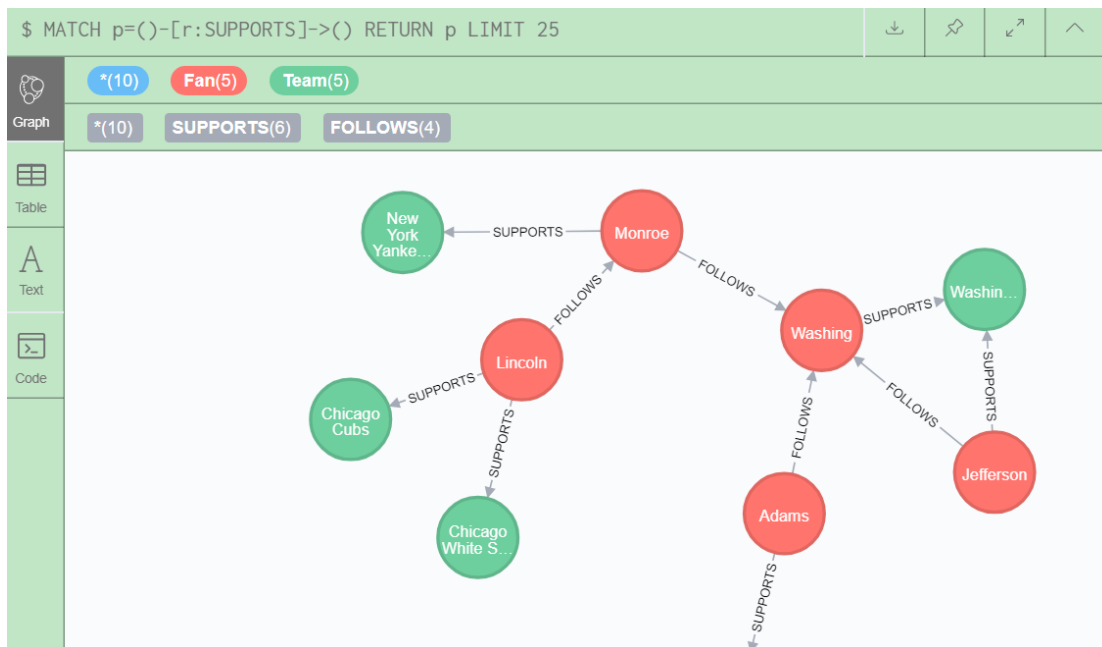 $ MATCH p=()-[r:SUPPORTS]->() RETURN p LIMIT 25
*(10) Fan(5) Team(5)
*(10) SUPPORTS(6) FOLLOWS(4)
Graph
Table
Text
Code
New
York
Yanke...
SUPPORTS
Monroe
FOLLOWS
FOLLOWS
Washing
SUPPORTS
Washin...
Lincoln
SUPPORTS
Chicago
Cubs
SUPPORTS
Chicago
White S...
FOLLOWS
SUPPORTS
FOLLOWS
Jefferson
Adams
SUPPORTS